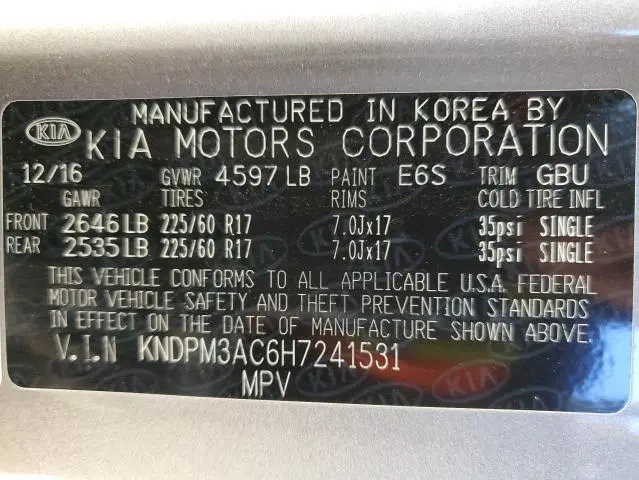 MANUFACTURED IN KOREA BY
KIA KIA MOTORS CORPORATION
12/16 GVWR 4597 LB PAINT E6S TRIM GBU
GAWR TIRES RIMS COLD TIRE INFL
FRONT 2646 LB 225/60 R17 7.0Jx17 35psi SINGLE
REAR 2535 LB 225/60 R17 7.0Jx17 35psi SINGLE
THIS VEHICLE CONFORMS TO ALL APPLICABLE U.S.A. FEDERAL
MOTOR VEHICLE SAFETY AND THEFT PREVENTION STANDARDS
IN EFFECT ON THE DATE OF MANUFACTURE SHOWN ABOVE.
V.I.N KNDPM3AC6H7241531
MPV